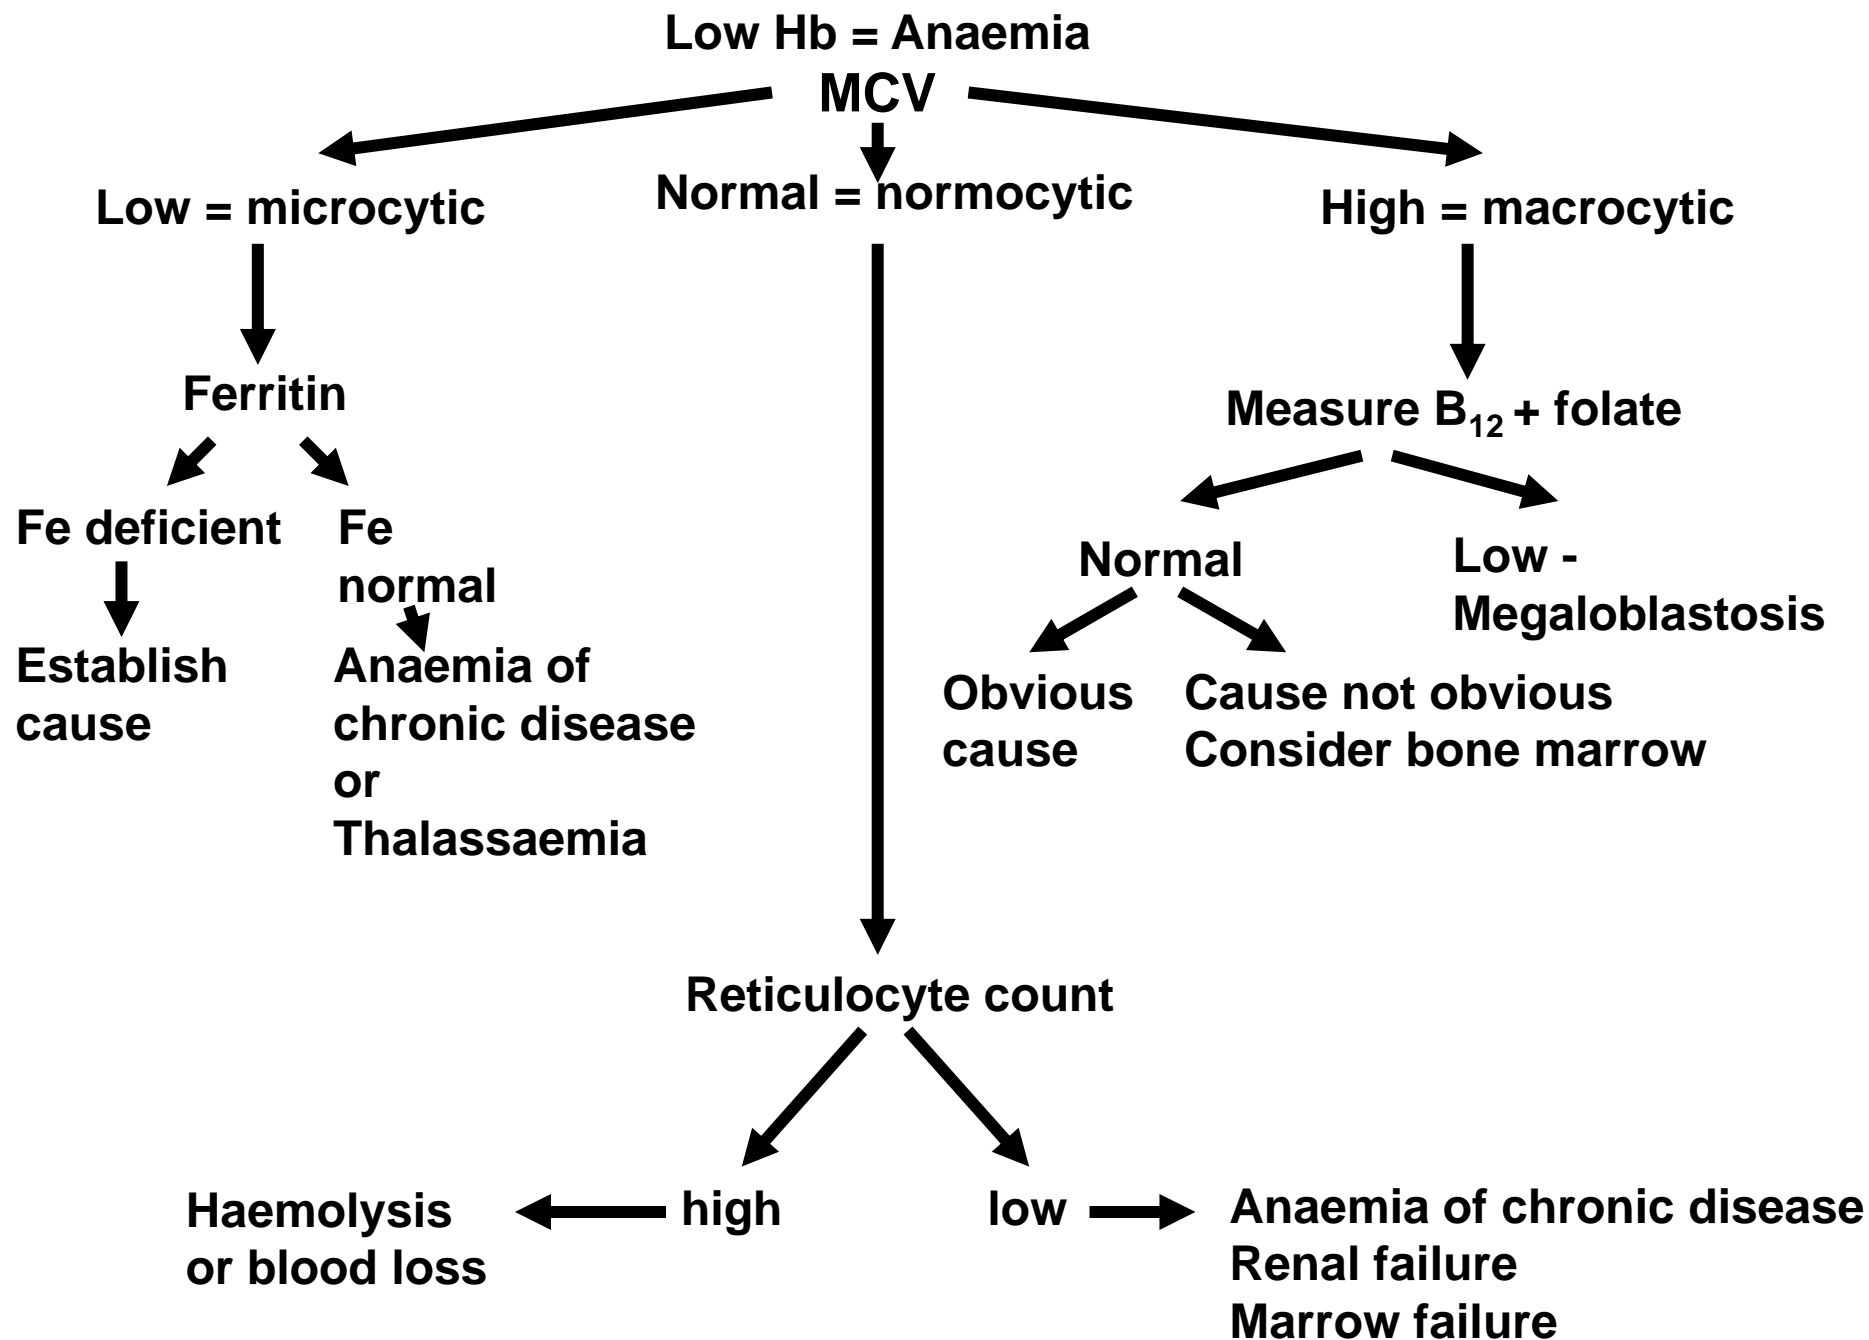 Low Hb = Anaemia
MCV
Low = microcytic
Normal = normocytic
High = macrocytic
Ferritin
Measure B₁₂ + folate
Fe deficient
Fe
normal
Normal
Low -
Megaloblastosis
Establish
cause
Anaemia of
chronic disease
or
Thalassaemia
Obvious
cause
Cause not obvious
Consider bone marrow
Reticulocyte count
Haemolysis
or blood loss
high
low
Anaemia of chronic disease
Renal failure
Marrow failure